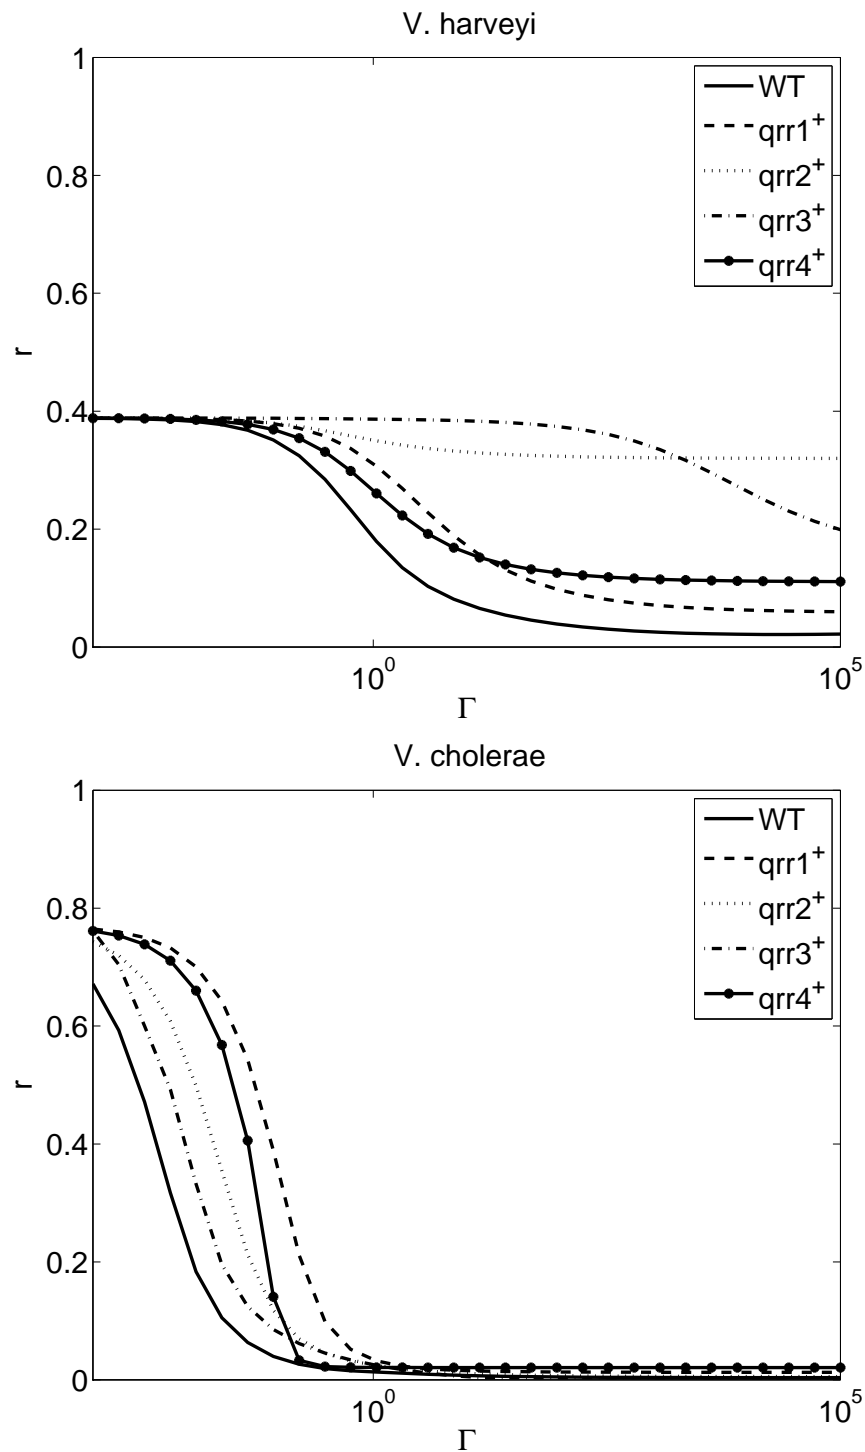 V. harveyi
1
0.8
0.6
0.4
0.2
0
r
10^0
10^5
Γ
WT
qrr1^+
qrr2^+
qrr3^+
qrr4^+
V. cholerae
1
0.8
0.6
0.4
0.2
0
r
10^0
10^5
Γ
WT
qrr1^+
qrr2^+
qrr3^+
qrr4^+